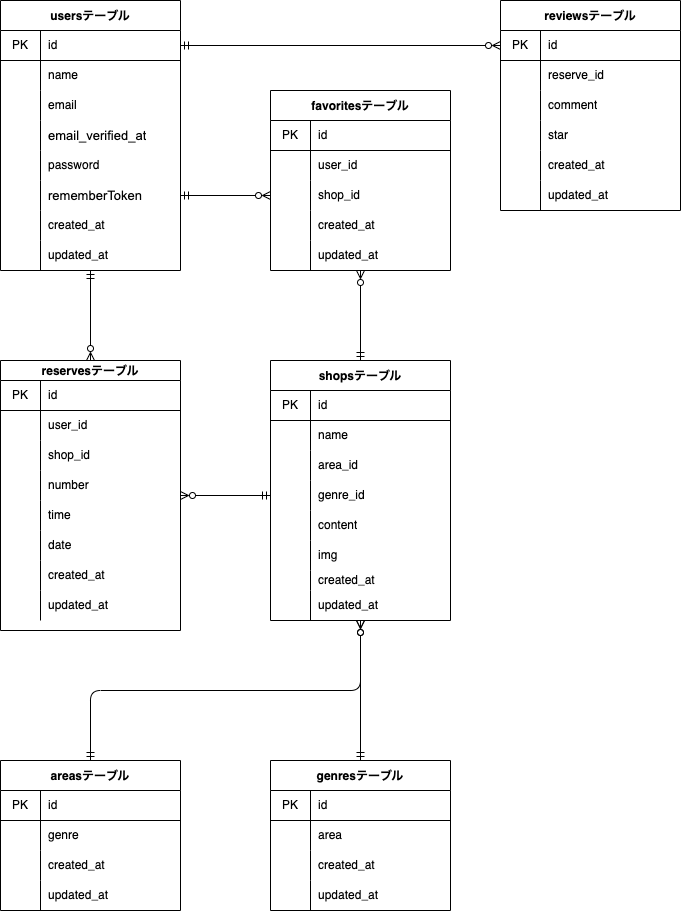 usersテーブル
PK id
name
email
email_verified_at
password
rememberToken
created_at
updated_at
reviewsテーブル
PK id
reserve_id
comment
star
created_at
updated_at
favoritesテーブル
PK id
user_id
shop_id
created_at
updated_at
reservesテーブル
PK id
user_id
shop_id
number
time
date
created_at
updated_at
shopsテーブル
PK id
name
area_id
genre_id
content
img
created_at
updated_at
areasテーブル
PK id
genre
created_at
updated_at
genresテーブル
PK id
area
created_at
updated_at